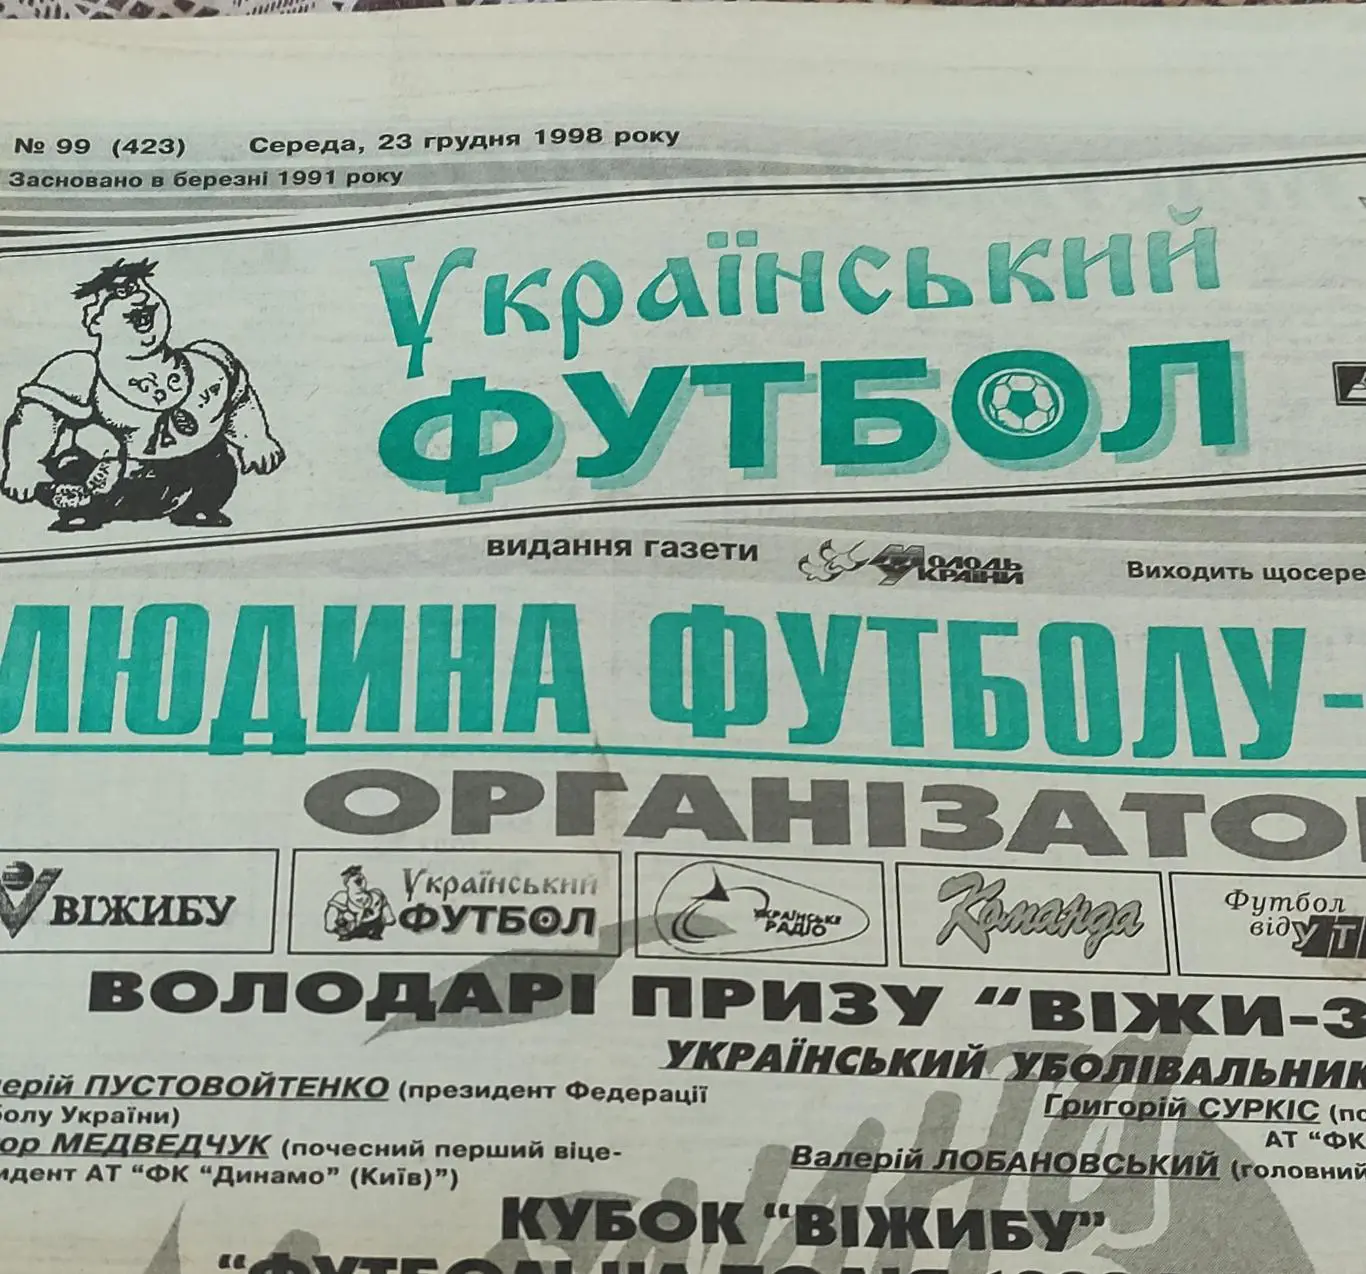 № 99 (423) Середа, 23 грудня 1998 року
Засновано в березні 1991 року
Український
ФУТБОЛ
видання газети МОЛОДЬ УКРАЇНИ Виходить щосере
ЛЮДИНА ФУТБОЛУ -
ОРГАНІЗАТО
ВІЖИБУ
Український
ФУТБОЛ
УКРАЇНСЬКЕ
РАДІО
Команда
Футбол
від УТ
ВОЛОДАРІ ПРИЗУ “ВІЖИ-З
УКРАЇНСЬКИЙ УБОЛІВАЛЬНИК
ерій ПУСТОВОЙТЕНКО (президент Федерації
болу України)
ор МЕДВЕДЧУК (почесний перший віце-
идент АТ “ФК “Динамо” (Київ)”)
Григорій СУРКІС (по
АТ “ФК
Валерій ЛОБАНОВСЬКИЙ (головний
КУБОК “ВІЖИБУ”